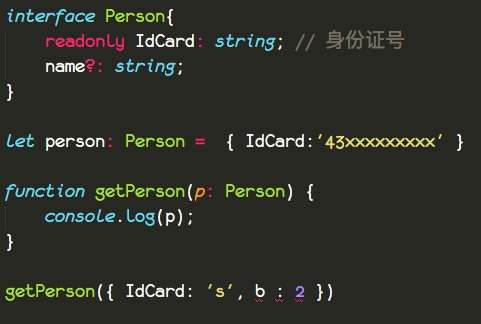 interface Person{
readonly IdCard: string; // 身份证号
name?: string;
}
let person: Person = { IdCard:'43xxxxxxxxx' }
function getPerson(p: Person) {
console.log(p);
}
getPerson({ IdCard: 's', b : 2 })